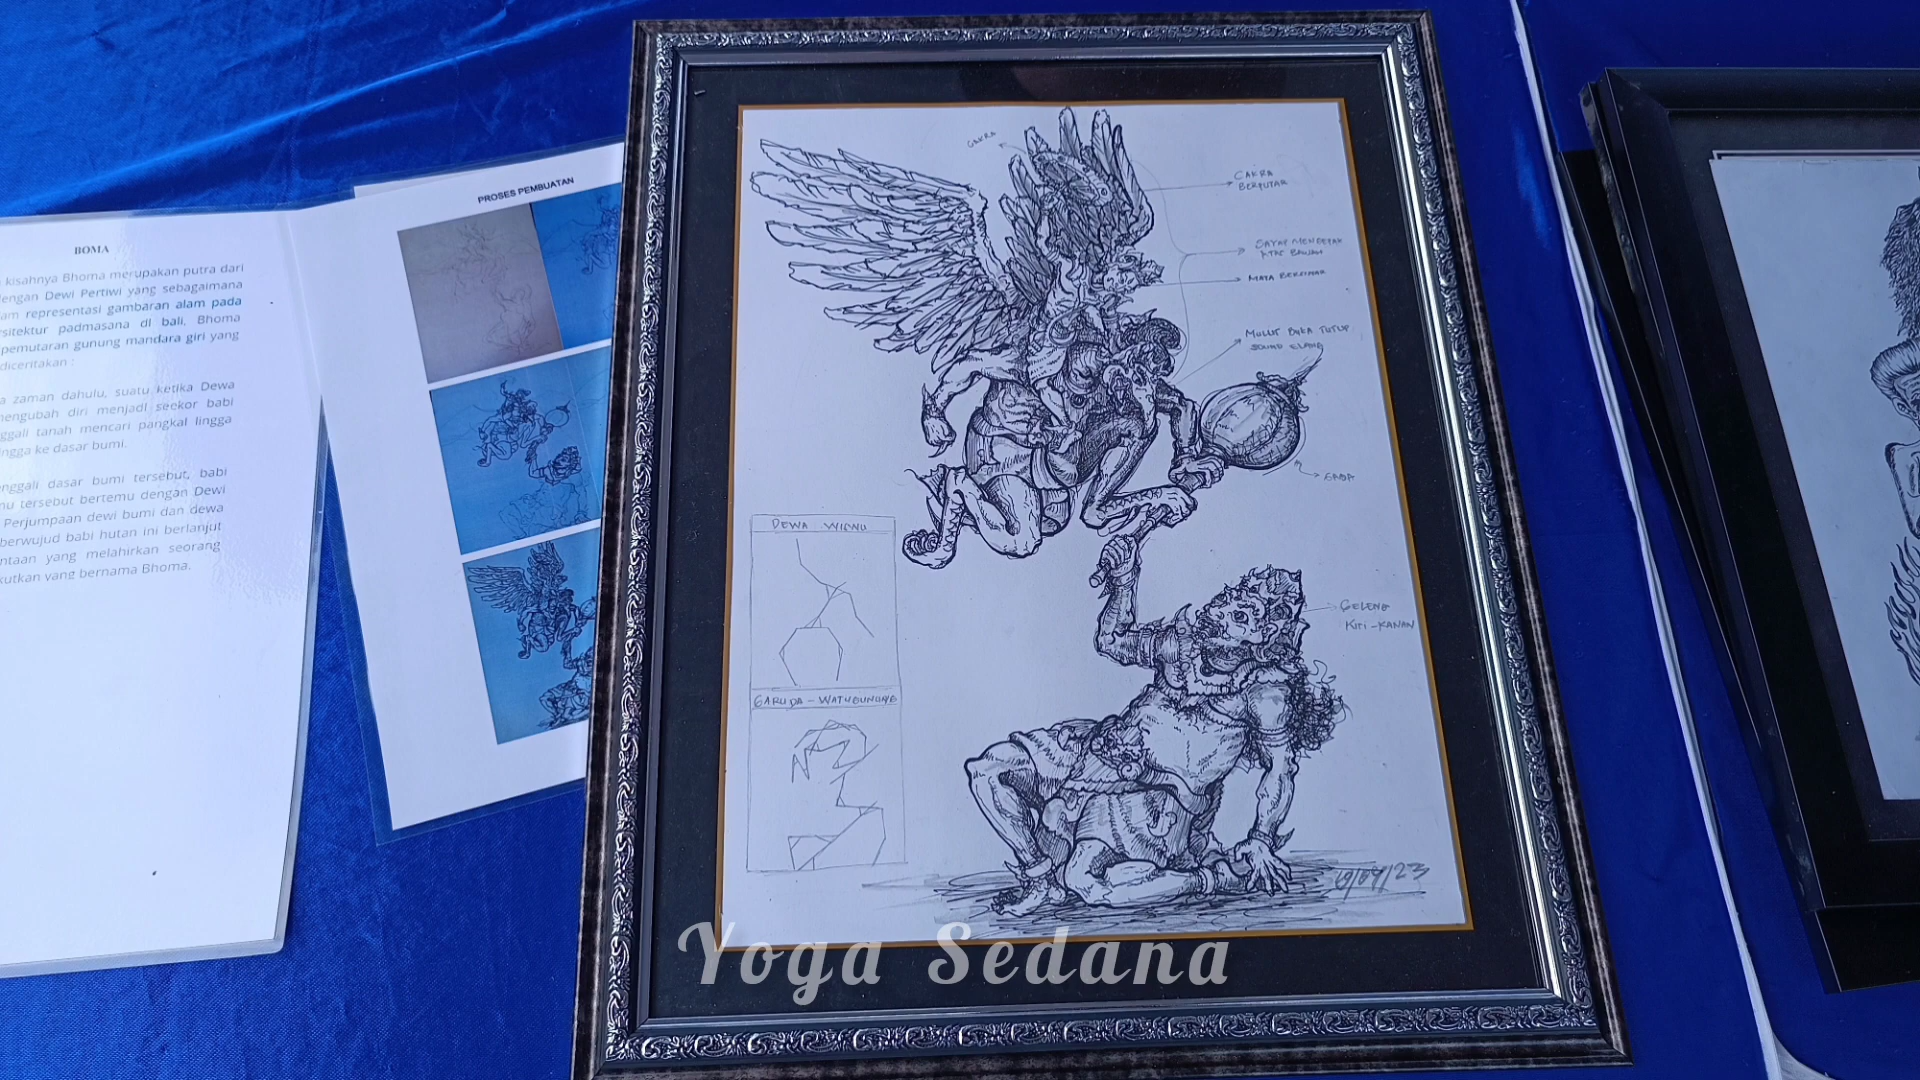 BOMA
kisahnya Bhoma merupakan putra dari
dengan Dewi Pertiwi yang sebagaimana
representasi gambaran alam pada
padmasana di bali, Bhoma
pemutaran gunung mandara giri yang
diceritakan :
zaman dahulu, suatu ketika Dewa
mengubah diri menjadi seekor babi
tanah mencari pangkal lingga
ke dasar bumi.
dasar bumi tersebut, babi
tersebut bertemu dengan Dewi
Perjumpaan dewi bumi dan dewa
berwujud babi hutan ini berlanjut
yang melahirkan seorang
yang bernama Bhoma.
PROSES PEMBUATAN
CAKRA
CAKRA
BERPUTAR
SAYAP MENGEPAK
ATAS BAWAH
MATA BERSINAR
MULUT BUKA TUTUP
SOUND ELANG
GADA
DEWA WISNU
GARUDA - WATUGUNUNG
GELENG
KIRI - KANAN
Yoga Sedana